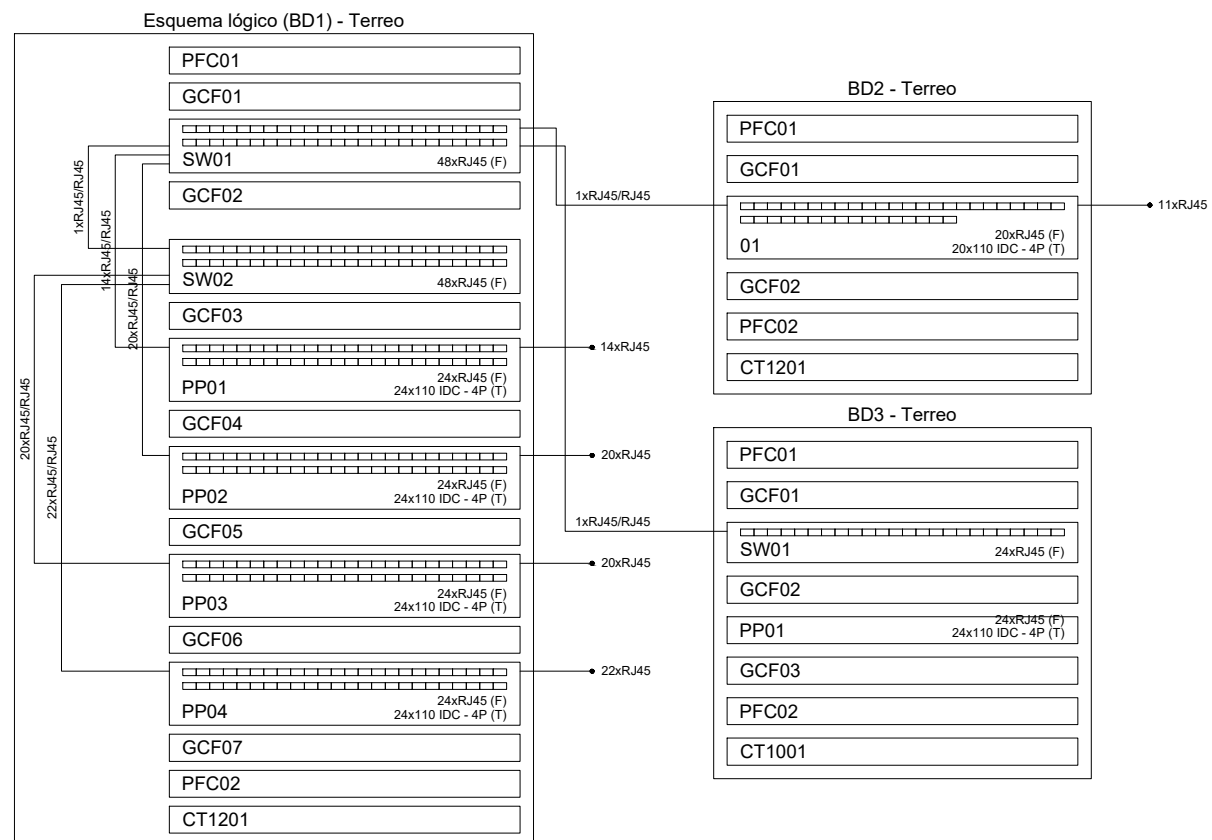 Esquema lógico (BD1) - Terreo
PFC01
GCF01
SW01
48xRJ45 (F)
GCF02
SW02
48xRJ45 (F)
GCF03
PP01
24xRJ45 (F)
24x110 IDC - 4P (T)
GCF04
PP02
24xRJ45 (F)
24x110 IDC - 4P (T)
GCF05
PP03
24xRJ45 (F)
24x110 IDC - 4P (T)
GCF06
PP04
24xRJ45 (F)
24x110 IDC - 4P (T)
GCF07
PFC02
CT1201
1xRJ45/RJ45
14xRJ45/RJ45
20xRJ45/RJ45
20xRJ45/RJ45
22xRJ45/RJ45
14xRJ45
20xRJ45
20xRJ45
22xRJ45
1xRJ45/RJ45
1xRJ45/RJ45
BD2 - Terreo
PFC01
GCF01
01
20xRJ45 (F)
20x110 IDC - 4P (T)
11xRJ45
GCF02
PFC02
CT1201
BD3 - Terreo
PFC01
GCF01
SW01
24xRJ45 (F)
GCF02
PP01
24xRJ45 (F)
24x110 IDC - 4P (T)
GCF03
PFC02
CT1001